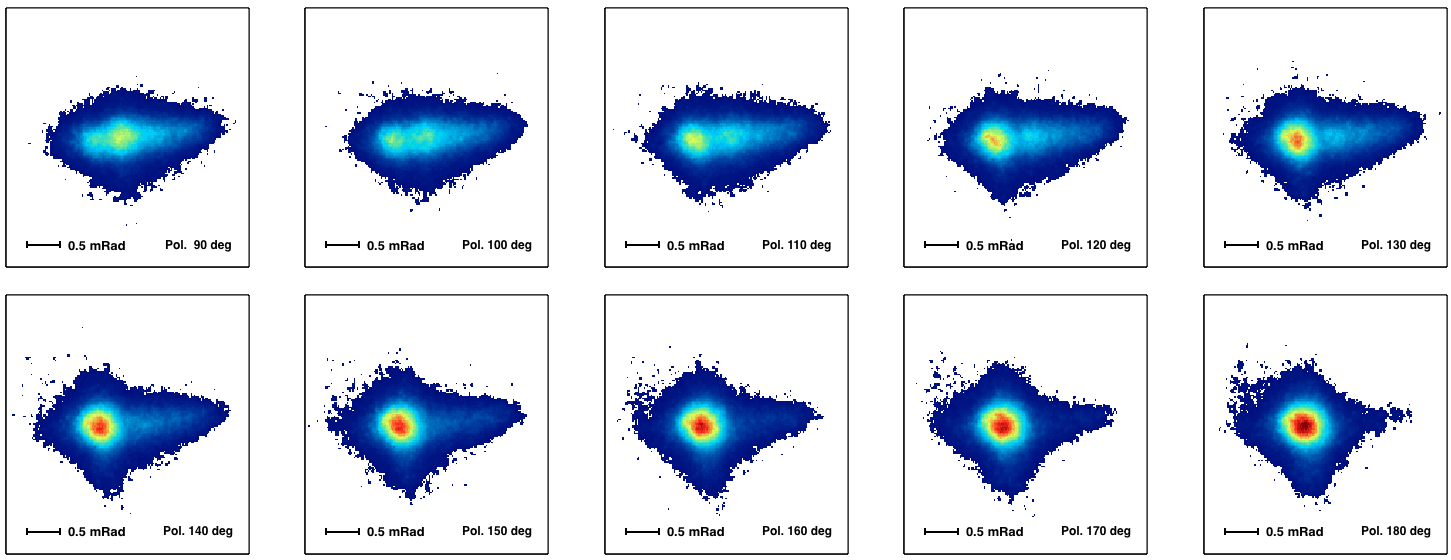 0.5 mRad Pol. 90 deg
0.5 mRad Pol. 100 deg
0.5 mRad Pol. 110 deg
0.5 mRad Pol. 120 deg
0.5 mRad Pol. 130 deg
0.5 mRad Pol. 140 deg
0.5 mRad Pol. 150 deg
0.5 mRad Pol. 160 deg
0.5 mRad Pol. 170 deg
0.5 mRad Pol. 180 deg